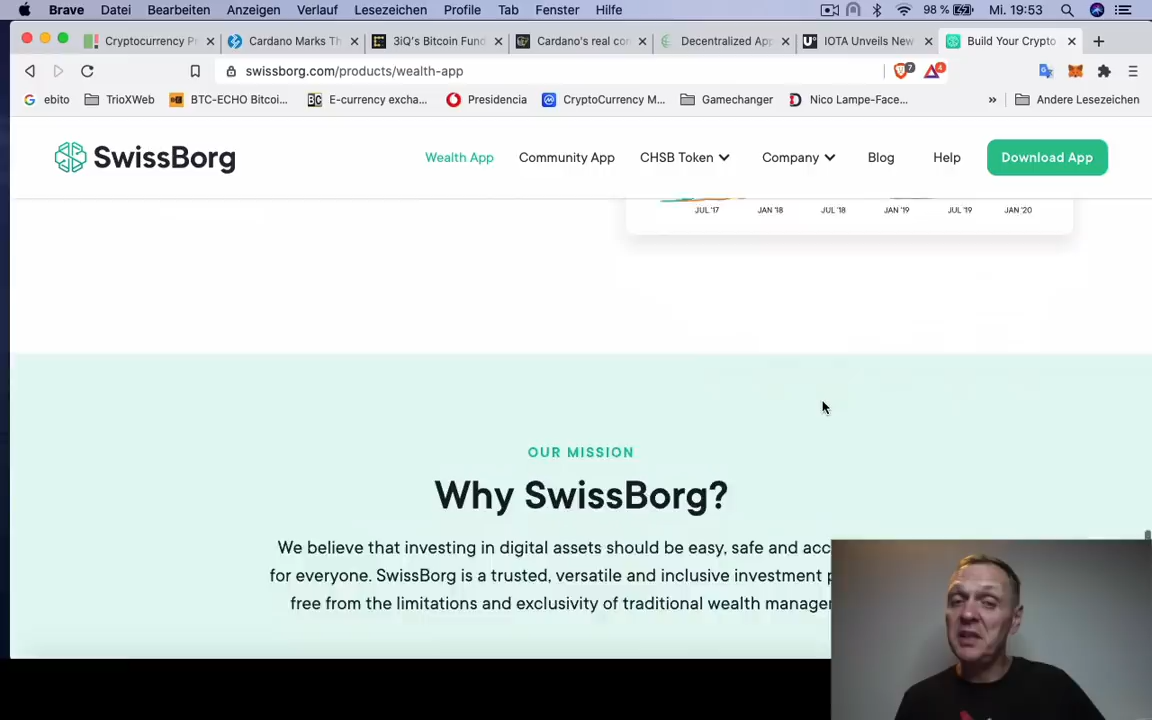 Brave Datei Bearbeiten Anzeigen Verlauf Lesezeichen Profile Tab Fenster Hilfe 98 % Mi. 19:53
Cryptocurrency P Cardano Marks Th 3iQ's Bitcoin Fund Cardano's real co Decentralized App IOTA Unveils New Build Your Crypto
swissborg.com/products/wealth-app 7 4
ebito TrioXWeb BTC-ECHO Bitcoi... E-currency excha... Presidencia CryptoCurrency M... Gamechanger Nico Lampe-Face... » Andere Lesezeichen
SwissBorg Wealth App Community App CHSB Token Company Blog Help Download App
JUL '17 JAN '18 JUL '18 JAN '19 JUL '19 JAN '20
OUR MISSION
Why SwissBorg?
We believe that investing in digital assets should be easy, safe and acc
for everyone. SwissBorg is a trusted, versatile and inclusive investment p
free from the limitations and exclusivity of traditional wealth manager